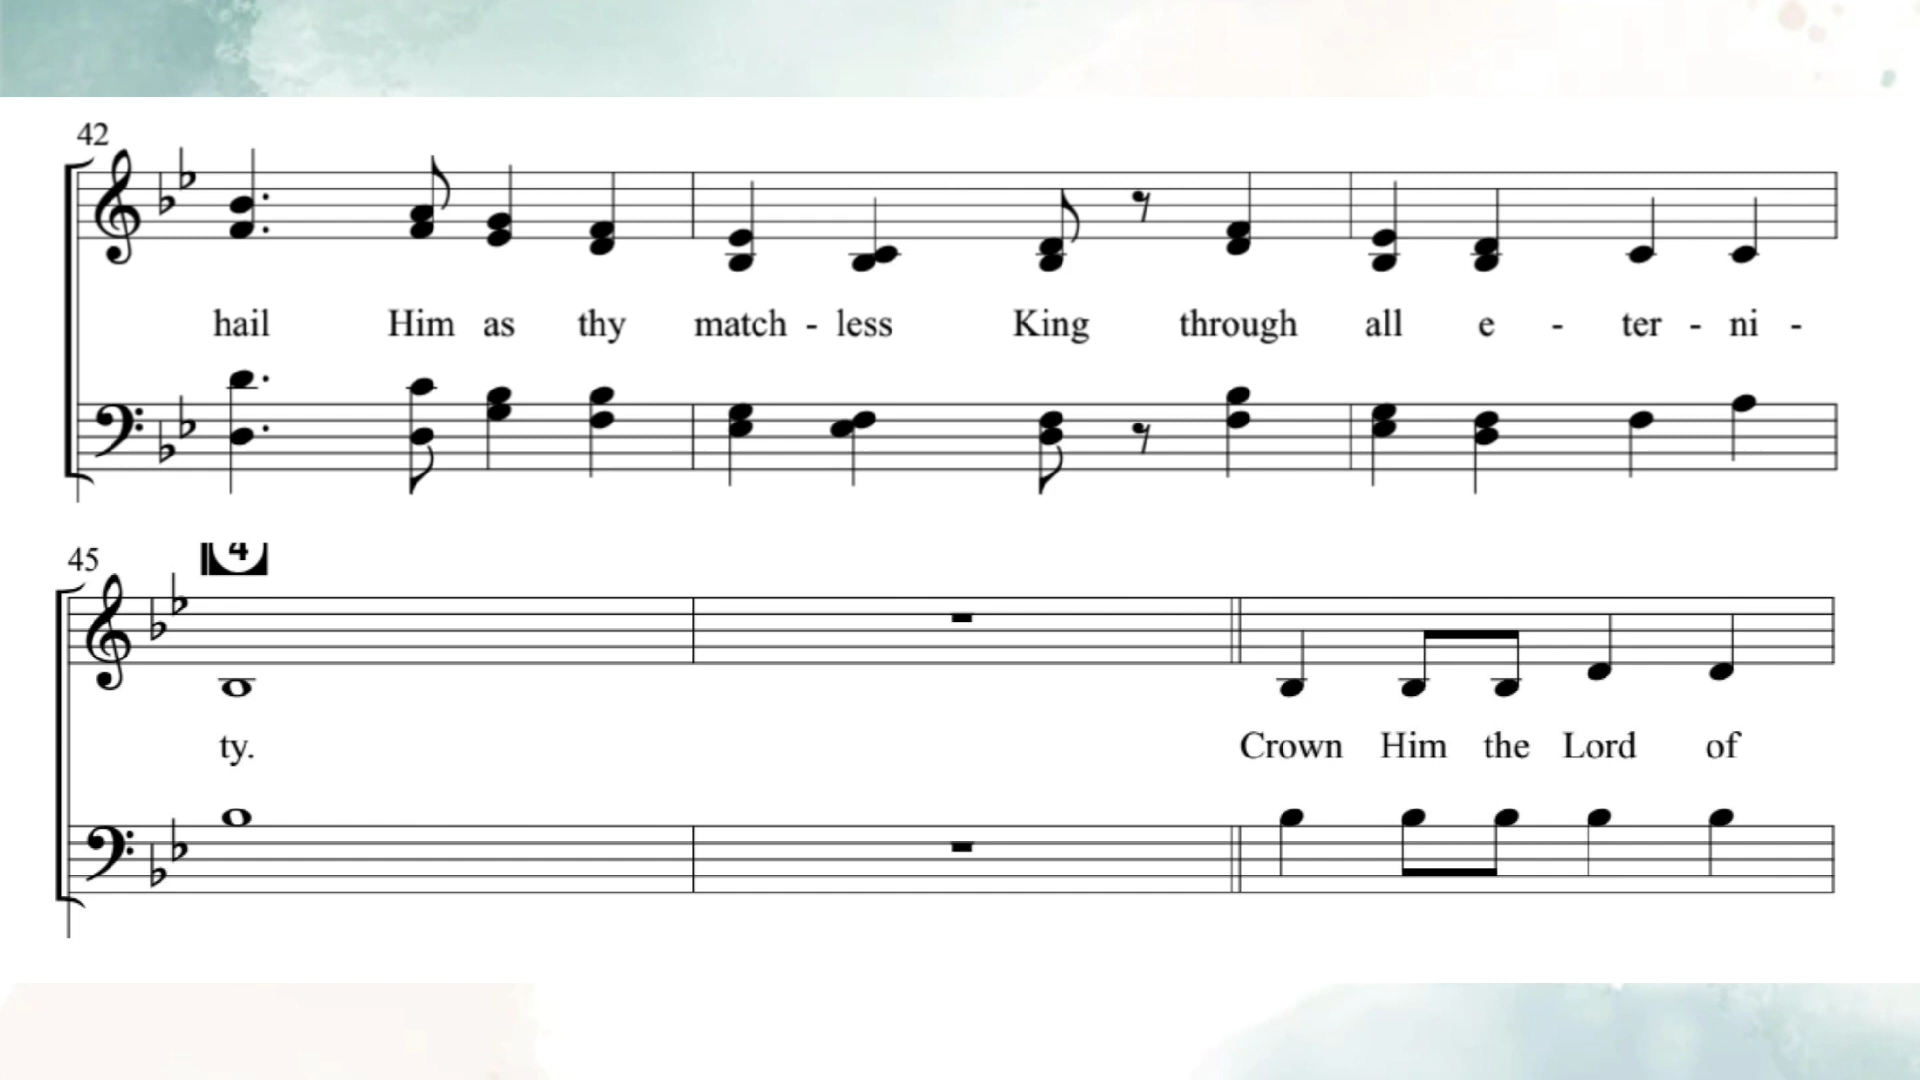 42
hail Him as thy match - less King through all e - ter - ni -
45
4
ty. Crown Him the Lord of